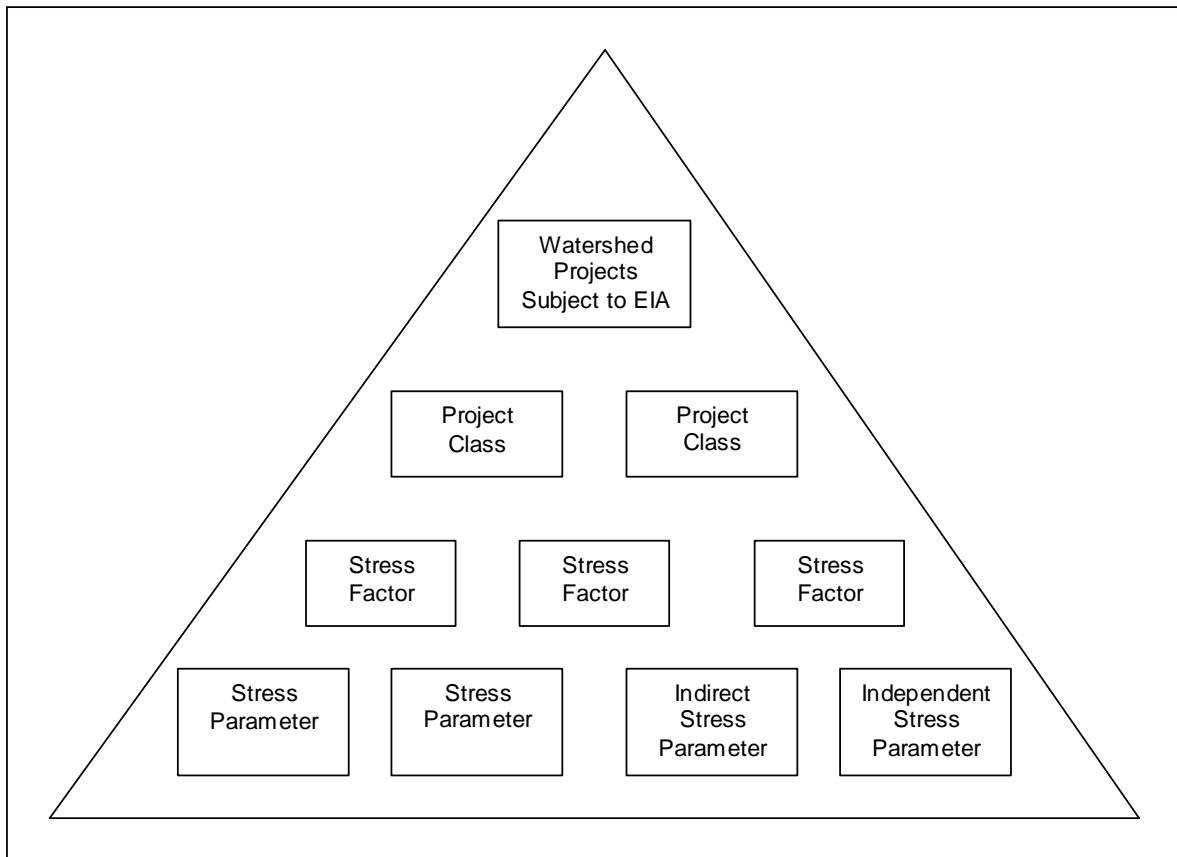 Watershed
Projects
Subject to EIA
Project
Class
Project
Class
Stress
Factor
Stress
Factor
Stress
Factor
Stress
Parameter
Stress
Parameter
Indirect
Stress
Parameter
Independent
Stress
Parameter